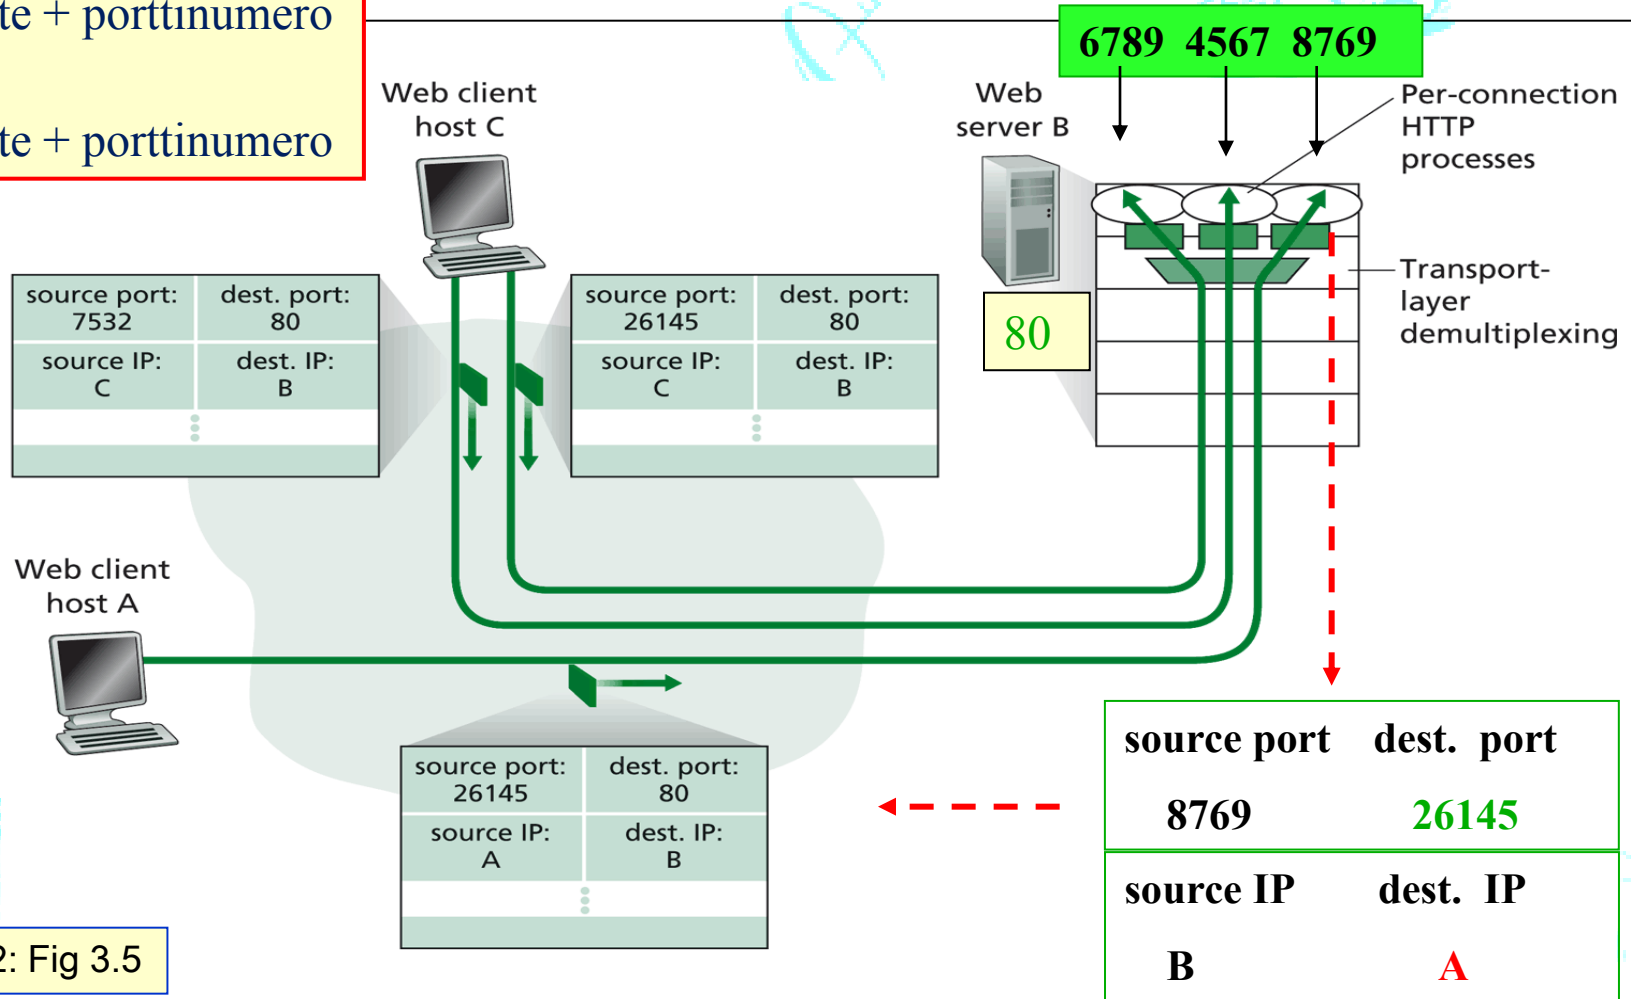 + porttinumero
+ porttinumero
6789 4567 8769
Web client
host C
Web
server B
Per-connection
HTTP
processes
source port:
7532
dest. port:
80
source IP:
C
dest. IP:
B
source port:
26145
dest. port:
80
source IP:
C
dest. IP:
B
80
Transport-
layer
demultiplexing
Web client
host A
source port:
26145
dest. port:
80
source IP:
A
dest. IP:
B
source port dest. port
8769 26145
source IP dest. IP
B A
: Fig 3.5